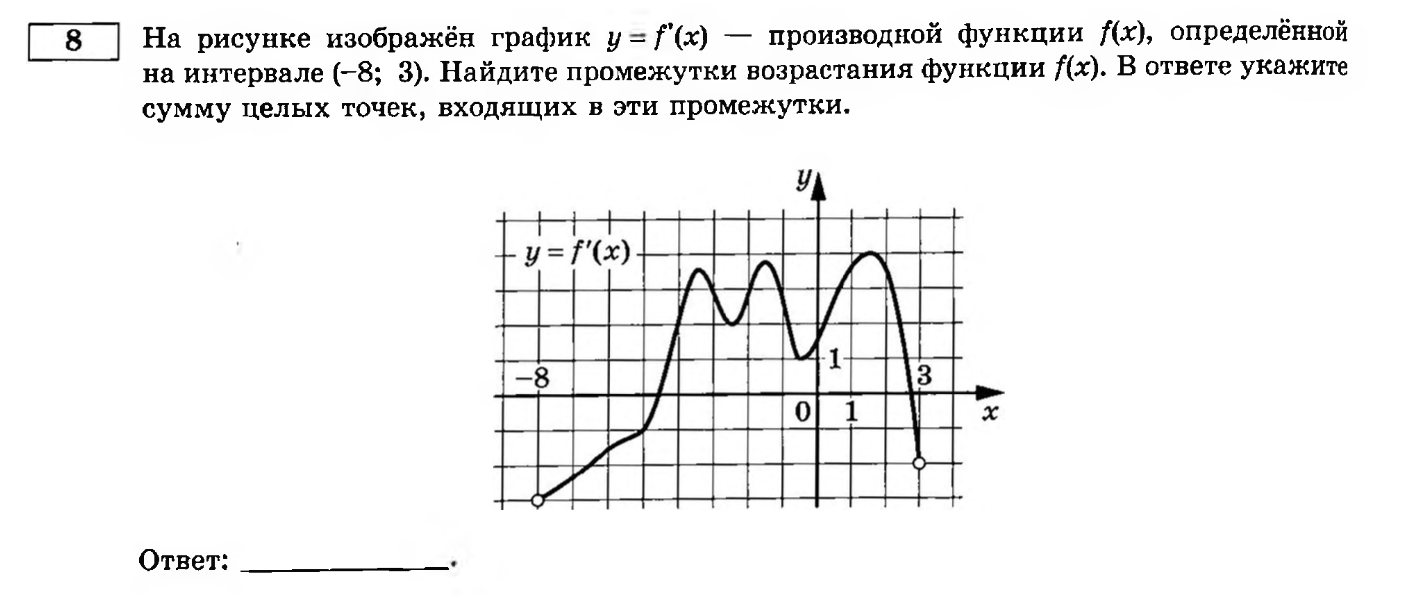 8
На рисунке изображён график y = f'(x) — производной функции f(x), определённой
на интервале (−8; 3). Найдите промежутки возрастания функции f(x). В ответе укажите
сумму целых точек, входящих в эти промежутки.
y
y = f'(x)
1
−8
3
0
1
x
Ответ: ____________.